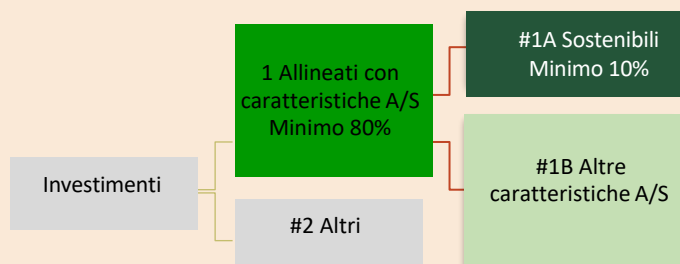 Investimenti
1 Allineati con
caratteristiche A/S
Minimo 80%
#2 Altri
#1A Sostenibili
Minimo 10%
#1B Altre
caratteristiche A/S